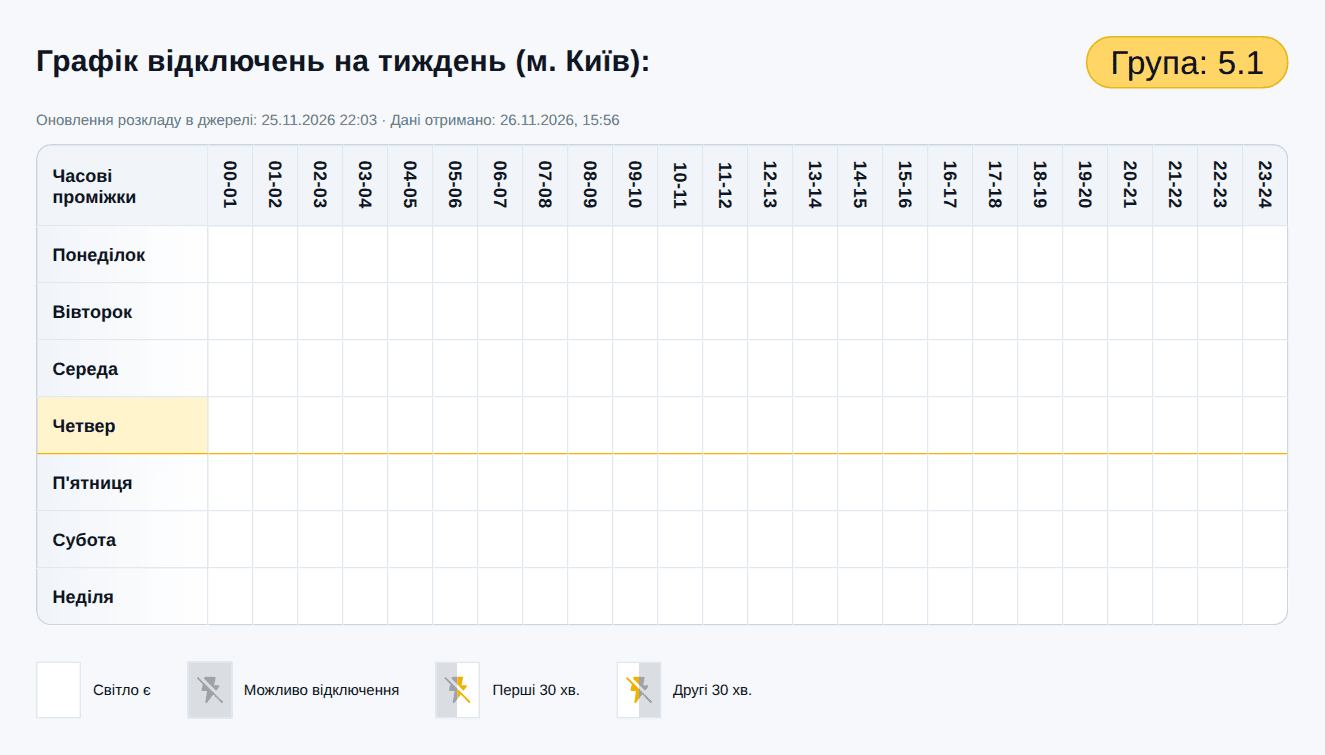 Графік відключень на тиждень (м. Київ):
Група: 5.1
Оновлення розкладу в джерелі: 25.11.2026 22:03 · Дані отримано: 26.11.2026, 15:56
Часові проміжки 00-01 01-02 02-03 03-04 04-05 05-06 06-07 07-08 08-09 09-10 10-11 11-12 12-13 13-14 14-15 15-16 16-17 17-18 18-19 19-20 20-21 21-22 22-23 23-24
Понеділок
Вівторок
Середа
Четвер
П'ятниця
Субота
Неділя
Світло є Можливо відключення Перші 30 хв. Другі 30 хв.